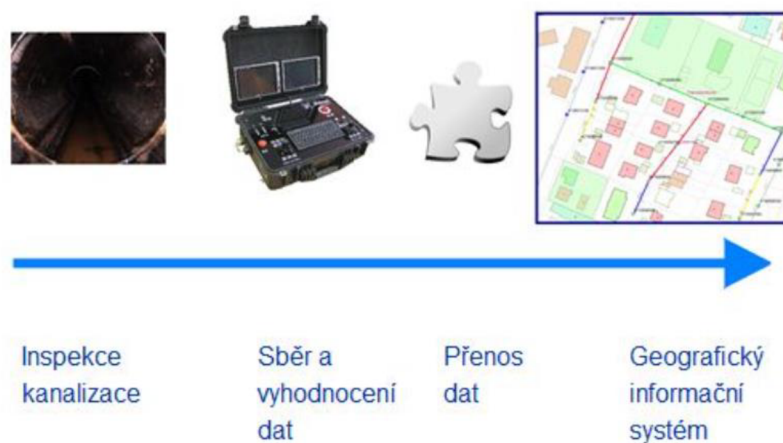 Inspekce
kanalizace
Sběr a
vyhodnocení
dat
Přenos
dat
Geografický
informační
systém